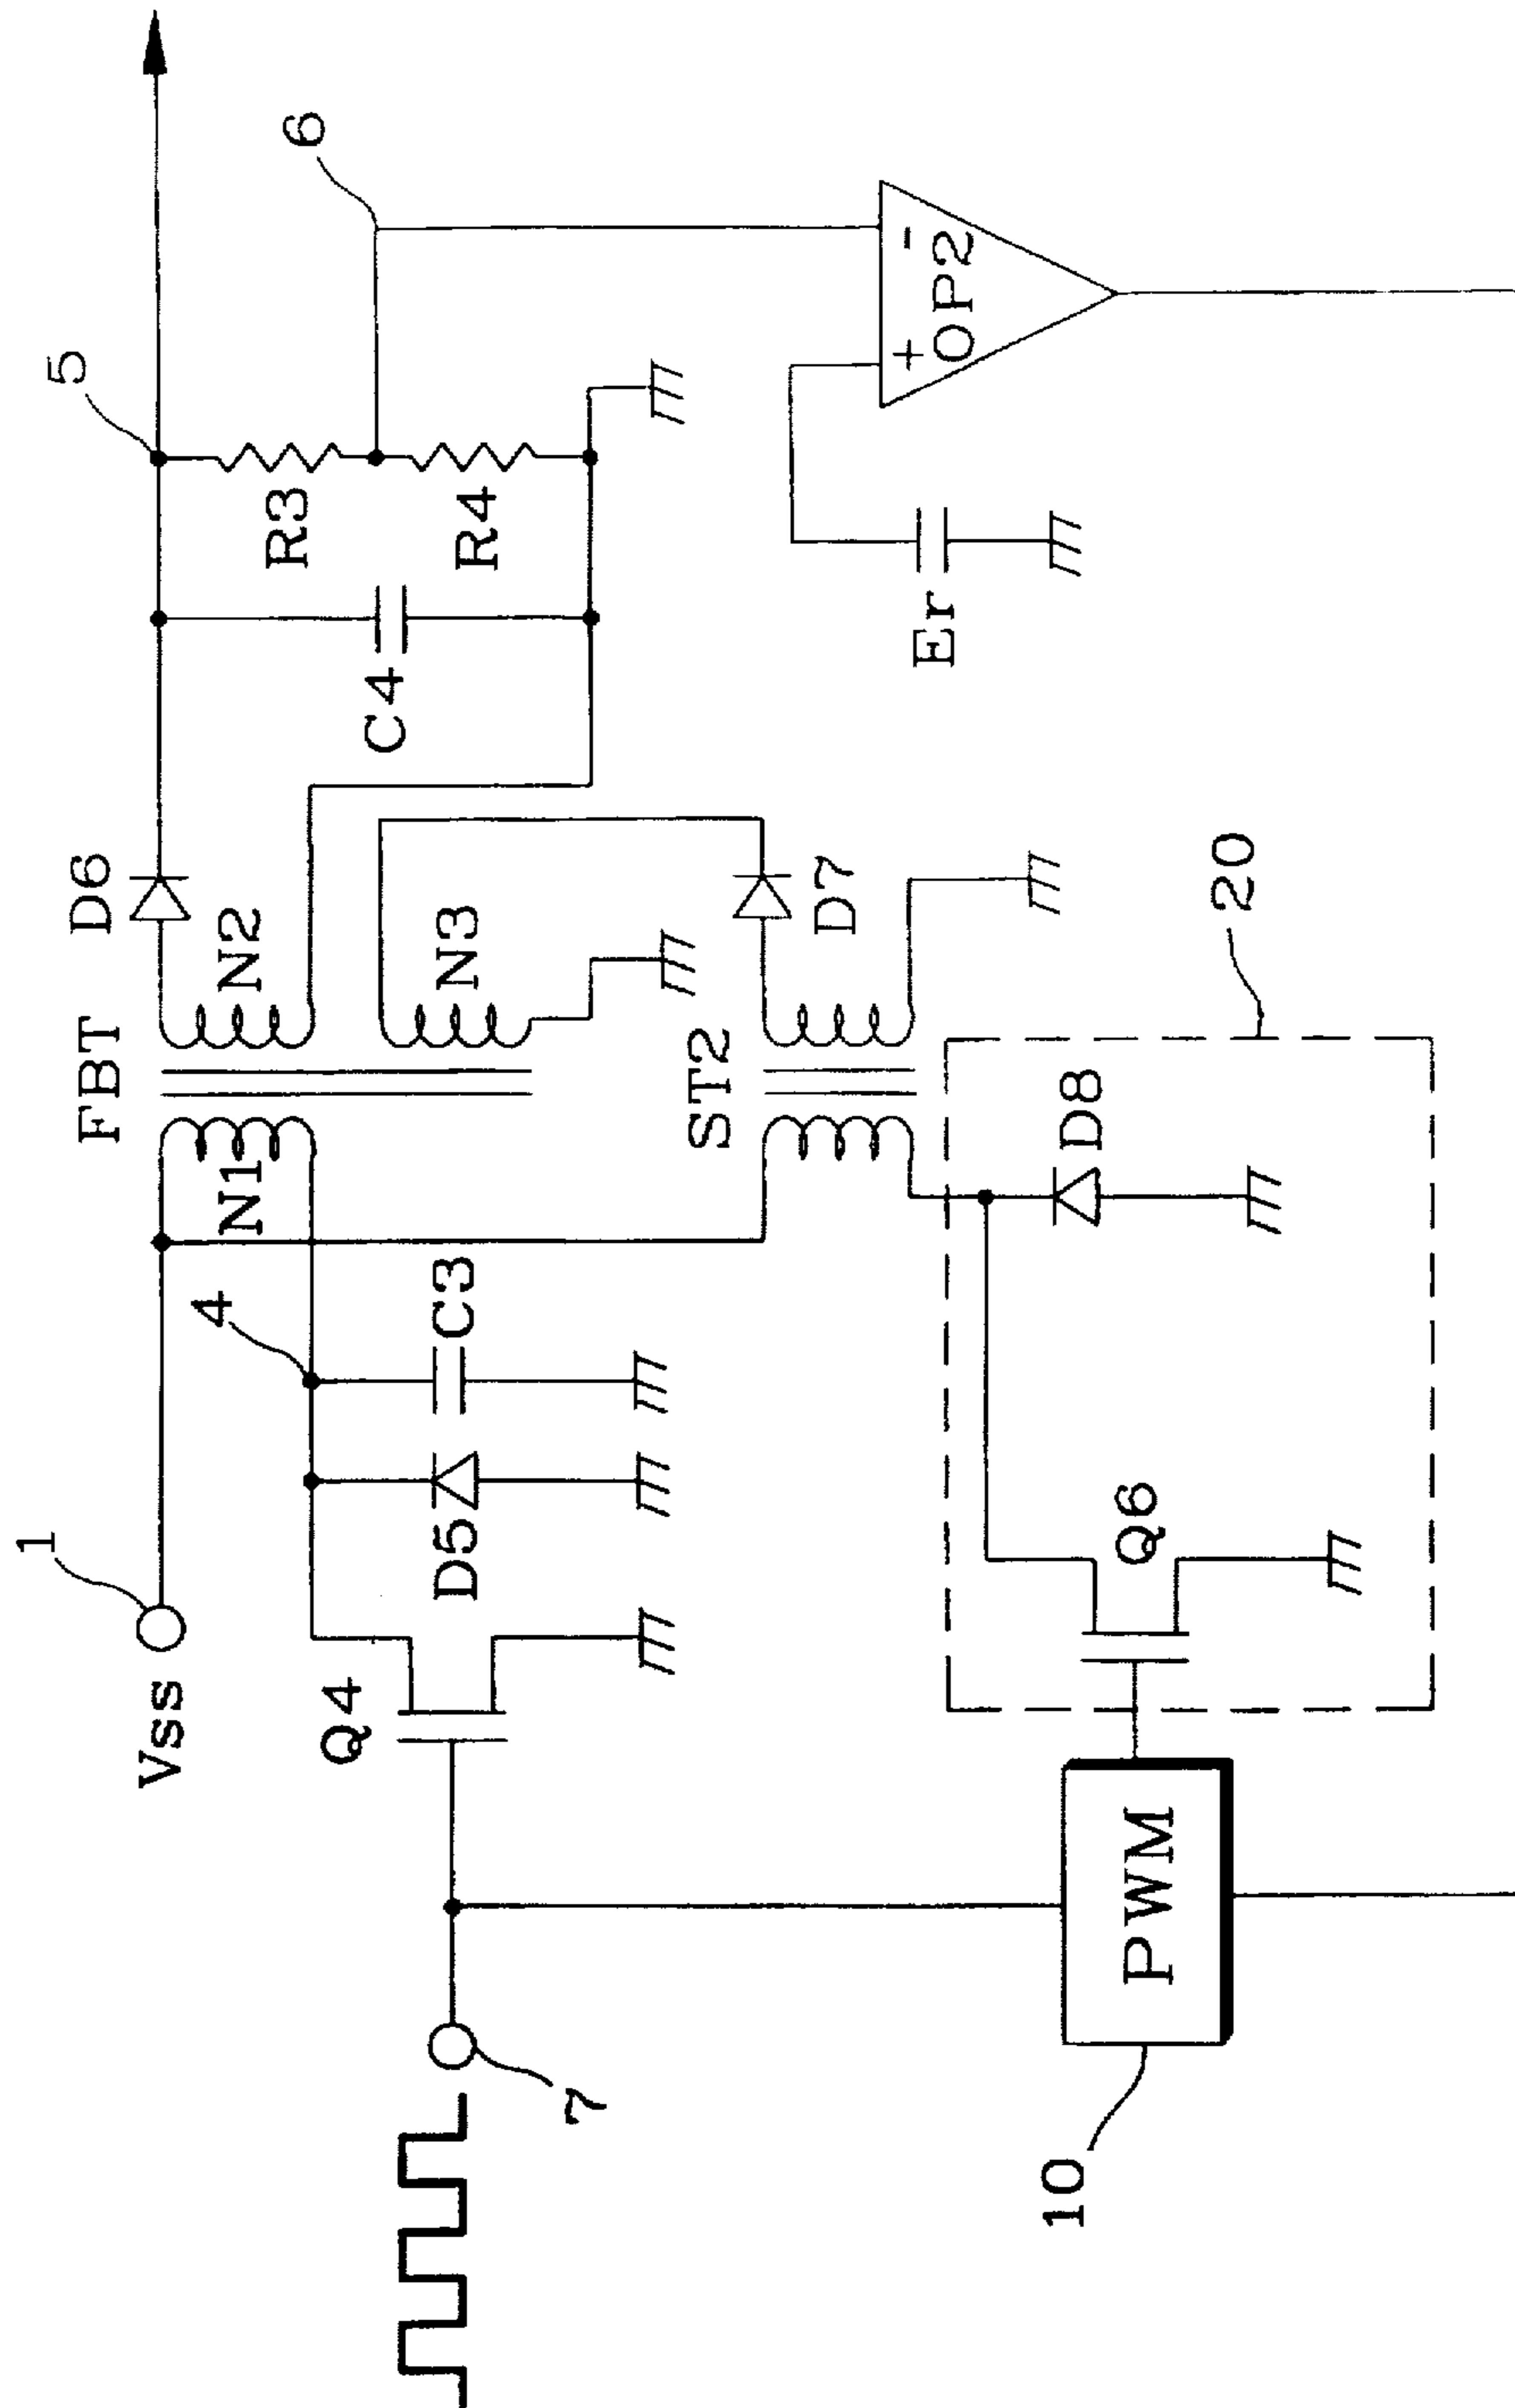 Vss
1
4
N1
FBT
N2
D6
5
6
7
Q4
D5
C3
N3
C4
R3
R4
ST2
D7
Er
+
-
OP2
10
PWM
Q6
D8
20